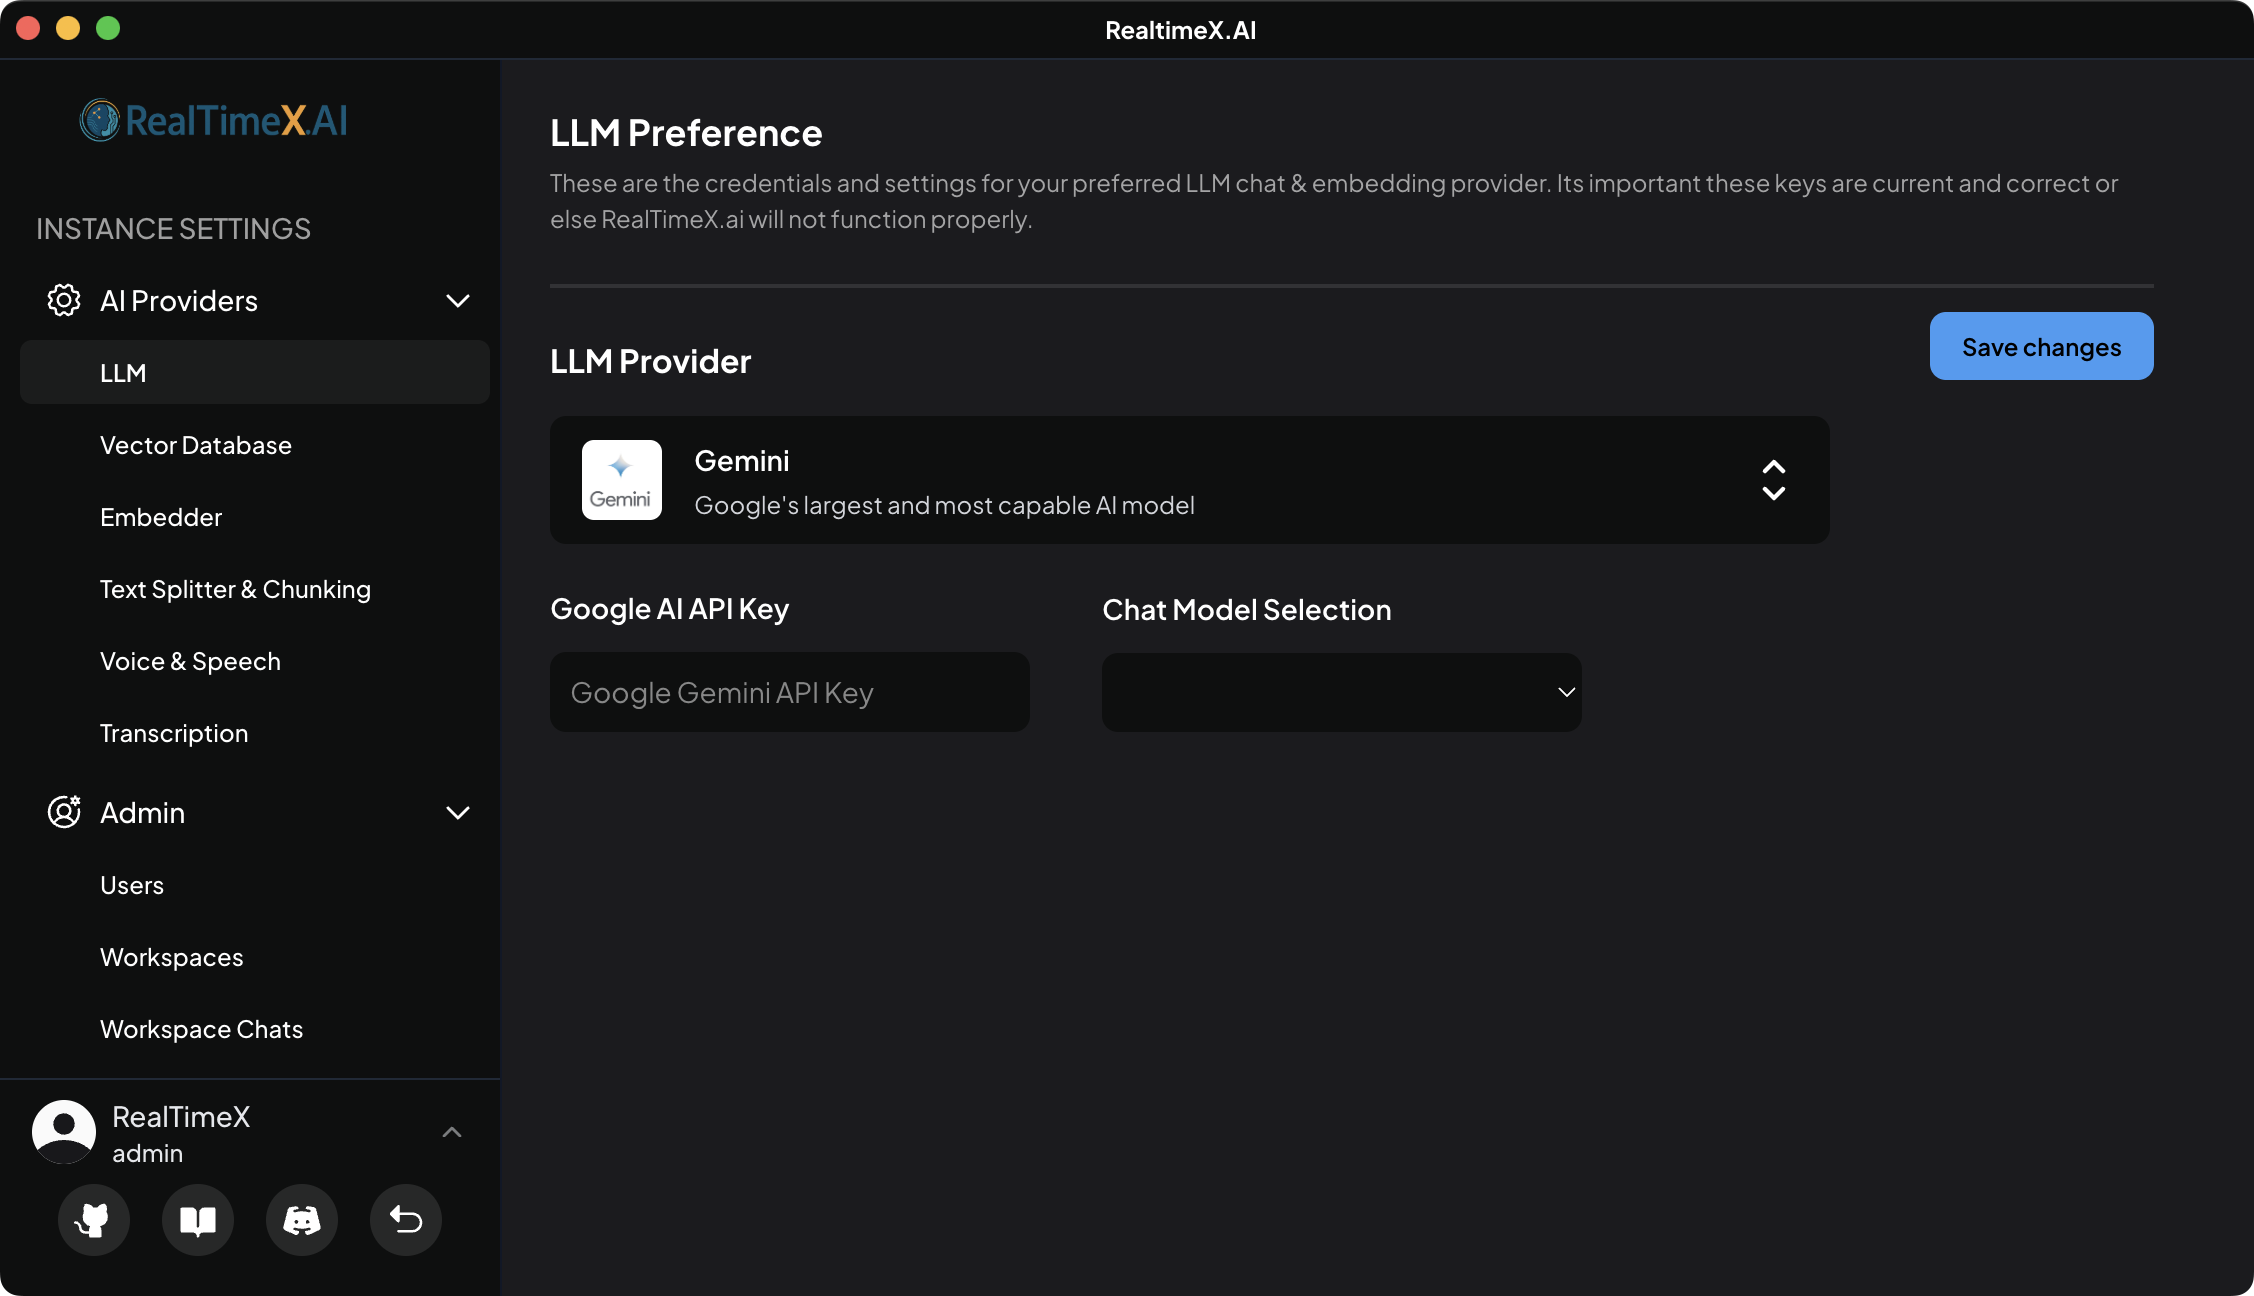 RealtimeX.AI
RealTimeX.AI
INSTANCE SETTINGS
AI Providers
LLM
Vector Database
Embedder
Text Splitter & Chunking
Voice & Speech
Transcription
Admin
Users
Workspaces
Workspace Chats
RealTimeX
admin
LLM Preference
These are the credentials and settings for your preferred LLM chat & embedding provider. Its important these keys are current and correct or
else RealTimeX.ai will not function properly.
Save changes
LLM Provider
Gemini
Gemini
Google's largest and most capable AI model
Google AI API Key
Chat Model Selection
Google Gemini API Key